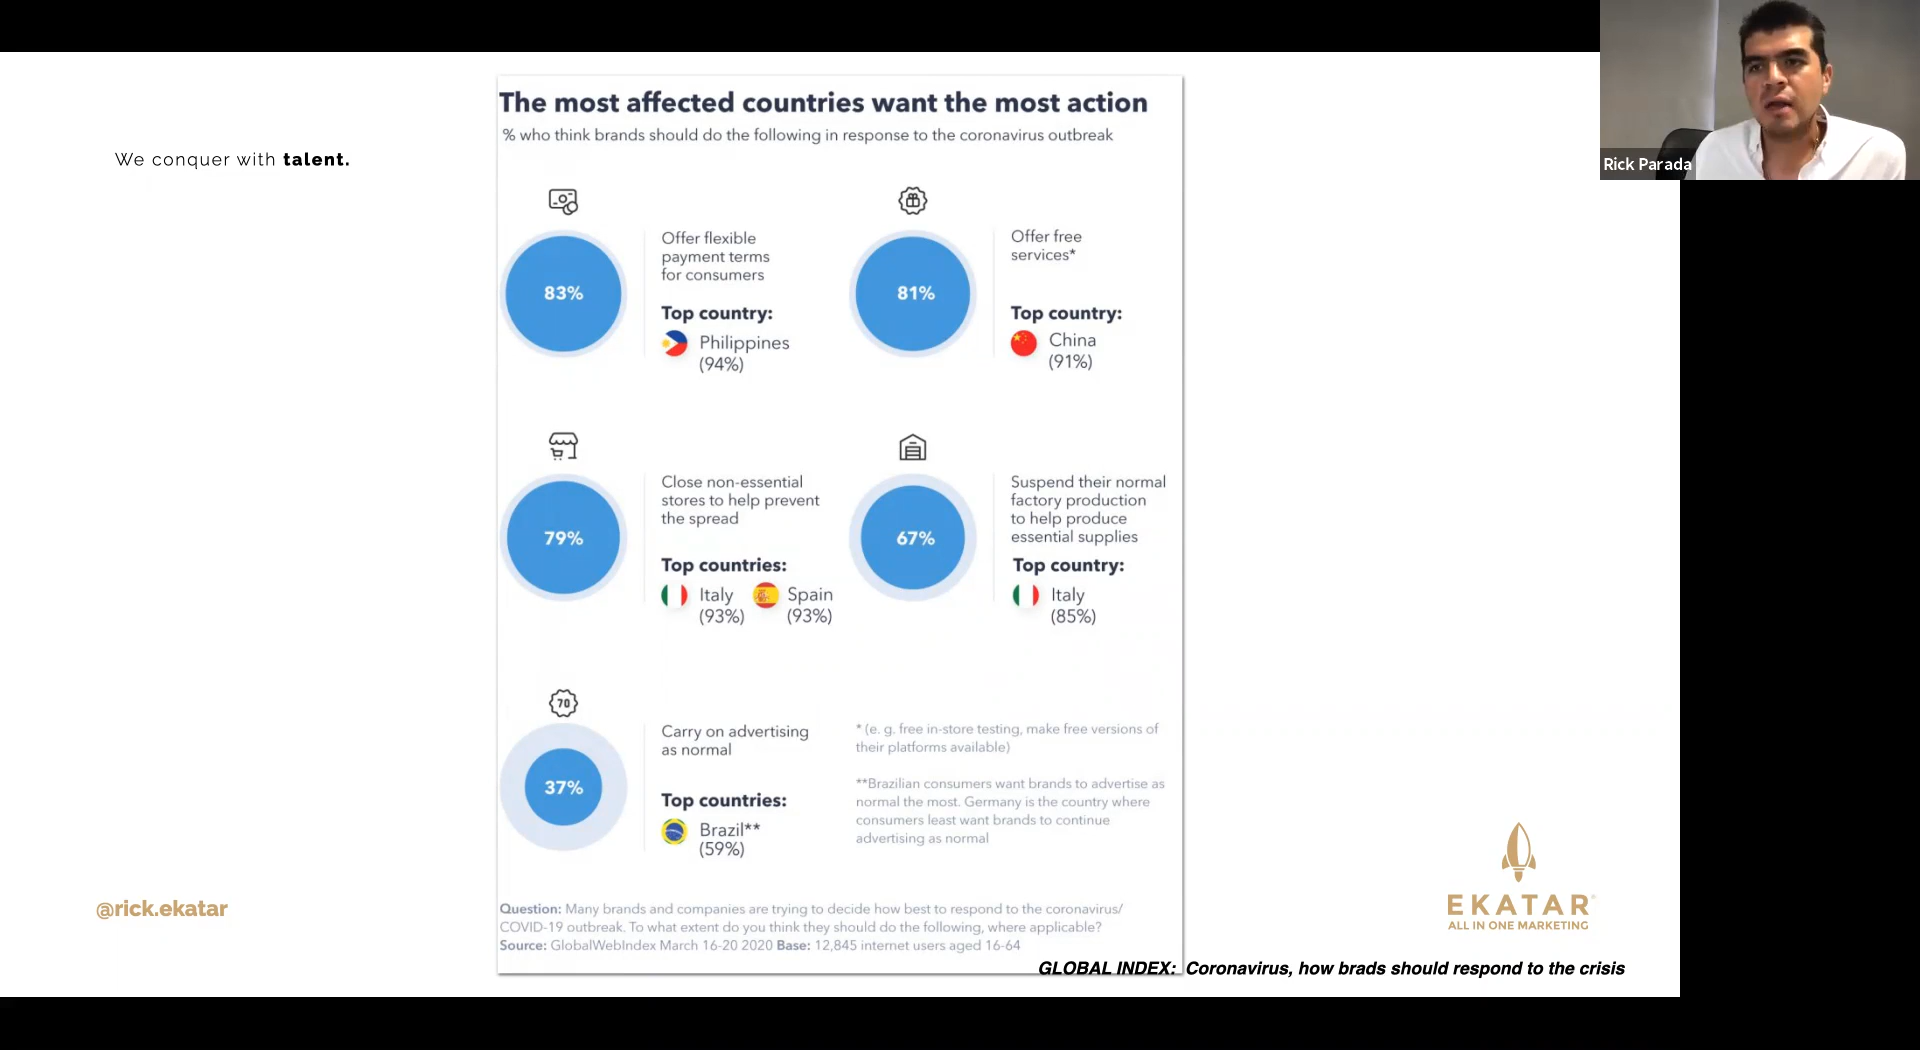 We conquer with talent.
The most affected countries want the most action
% who think brands should do the following in response to the coronavirus outbreak
83%
Offer flexible
payment terms
for consumers
Top country:
Philippines
(94%)
81%
Offer free
services*
Top country:
China
(91%)
79%
Close non-essential
stores to help prevent
the spread
Top countries:
Italy
(93%)
Spain
(93%)
67%
Suspend their normal
factory production
to help produce
essential supplies
Top country:
Italy
(85%)
70
37%
Carry on advertising
as normal
Top countries:
Brazil**
(59%)
* (e. g. free in-store testing, make free versions of
their platforms available)
**Brazilian consumers want brands to advertise as
normal the most. Germany is the country where
consumers least want brands to continue
advertising as normal
Question: Many brands and companies are trying to decide how best to respond to the coronavirus/
COVID-19 outbreak. To what extent do you think they should do the following, where applicable?
Source: GlobalWebIndex March 16-20 2020 Base: 12,845 internet users aged 16-64
GLOBAL INDEX: Coronavirus, how brads should respond to the crisis
@rick.ekatar
EKATAR
ALL IN ONE MARKETING
Rick Parada